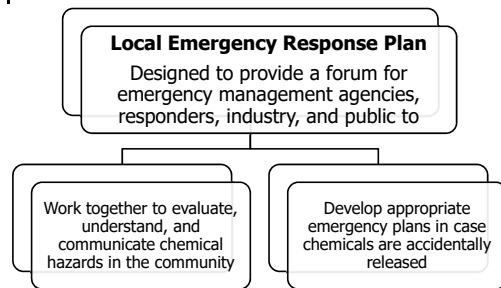 Local Emergency Response Plan
Designed to provide a forum for
emergency management agencies,
responders, industry, and public to
Work together to evaluate,
understand, and
communicate chemical
hazards in the community
Develop appropriate
emergency plans in case
chemicals are accidentally
released